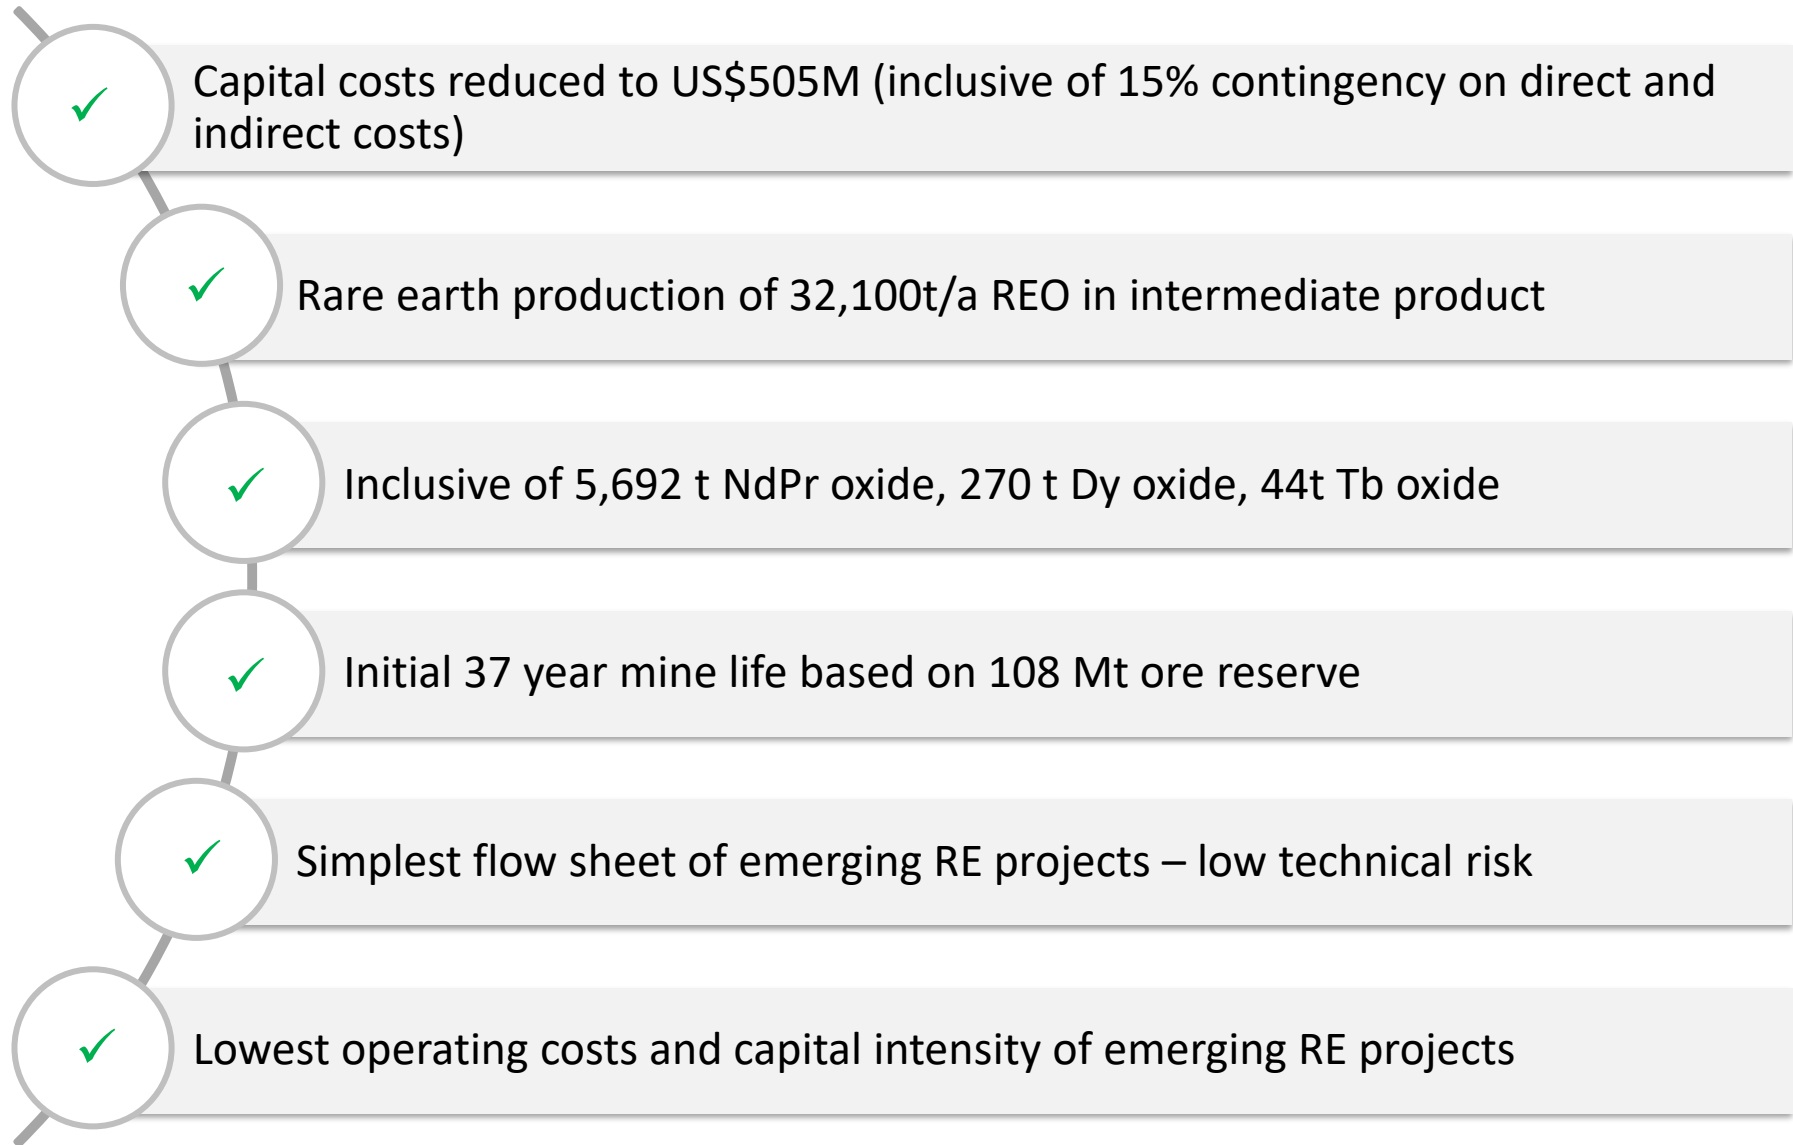 Capital costs reduced to US$505M (inclusive of 15% contingency on direct and
indirect costs)
Rare earth production of 32,100t/a REO in intermediate product
Inclusive of 5,692 t NdPr oxide, 270 t Dy oxide, 44t Tb oxide
Initial 37 year mine life based on 108 Mt ore reserve
Simplest flow sheet of emerging RE projects – low technical risk
Lowest operating costs and capital intensity of emerging RE projects